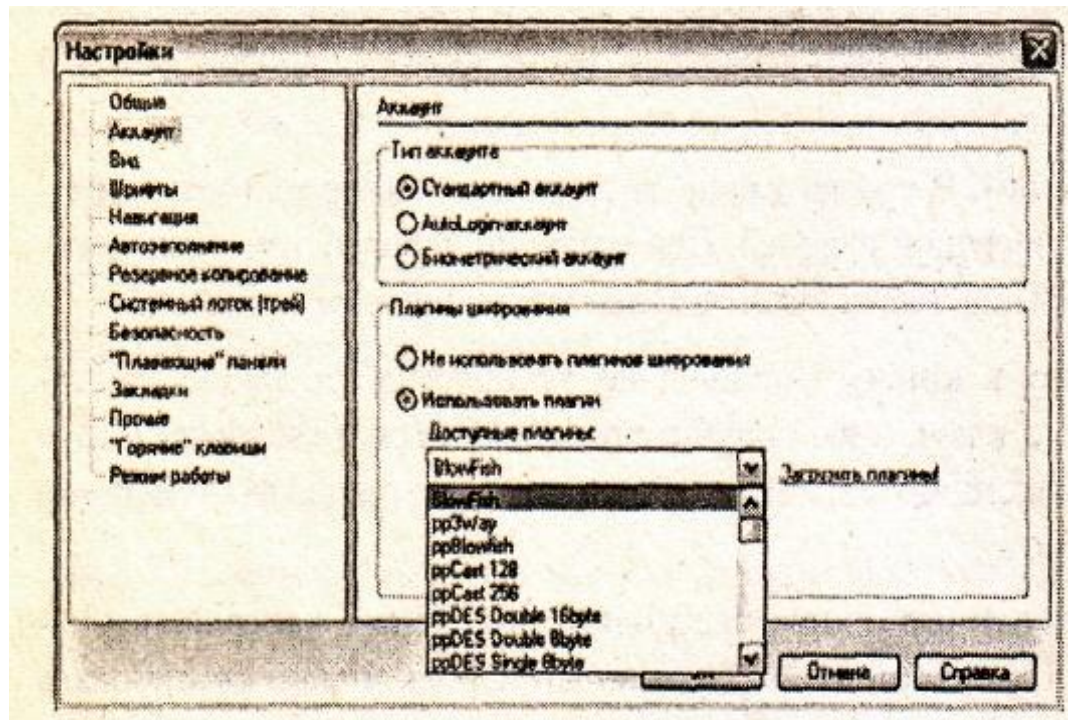 Настройки
Общие
Аккаунт
Вид
Шрифты
Навигация
Автозаполнение
Резервное копирование
Системный лоток (трей)
Безопасность
"Плавающие" панели
Закладки
Прочие
"Горячие" клавиши
Режим работы
Аккаунт
Тип аккаунта
Стандартный аккаунт
AutoLogin-аккаунт
Биометрический аккаунт
Плагины шифрования
Не использовать плагинов шифрования
Использовать плагин
Доступные плагины:
BlowFish
Загрузить плагины!
BlowFish
pp3Way
ppBlowfish
ppCast 128
ppCast 256
ppDES Double 16byte
ppDES Double 8byte
ppDES Single 8byte
Отмена
Справка